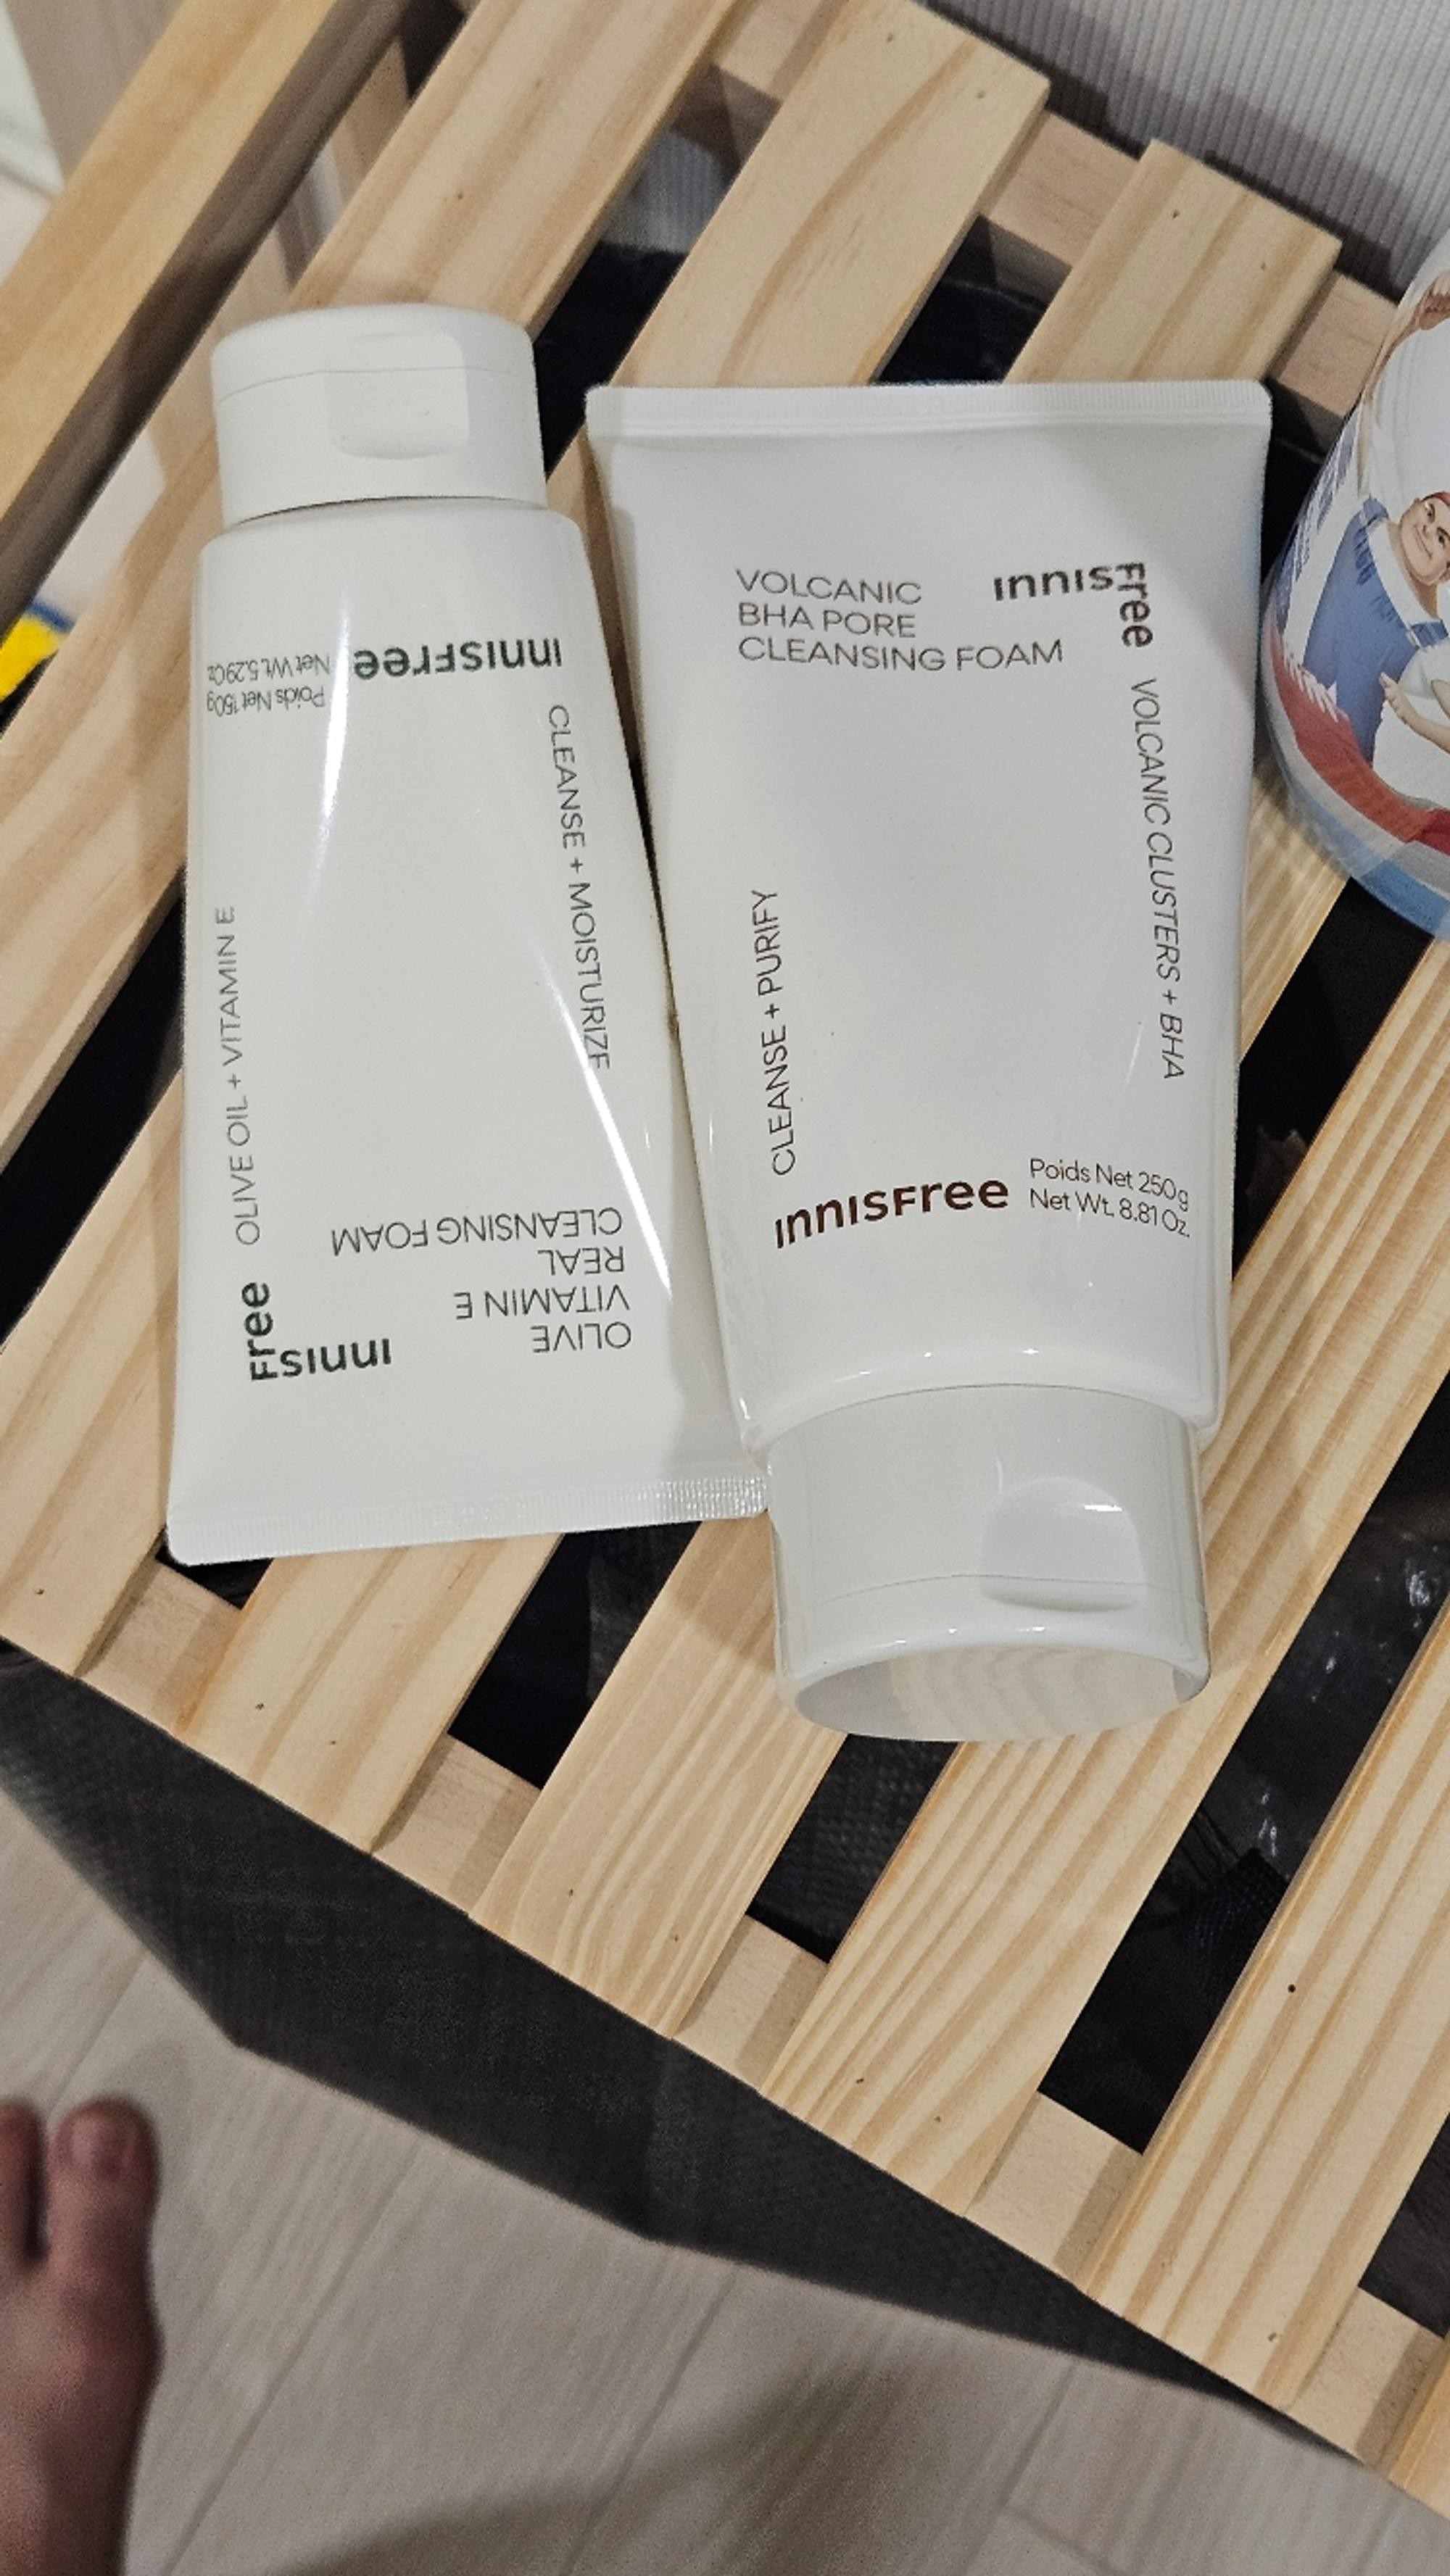 innisFree
Net Wt. 5.29 Oz.
Poids Net 150g
CLEANSE + MOISTURIZE
OLIVE OIL + VITAMIN E
OLIVE
VITAMIN E
REAL
CLEANSING FOAM
innisFree
VOLCANIC
BHA PORE
CLEANSING FOAM
innisFree
VOLCANIC CLUSTERS + BHA
CLEANSE + PURIFY
innisFree
Poids Net 250g
Net Wt. 8.81 Oz.